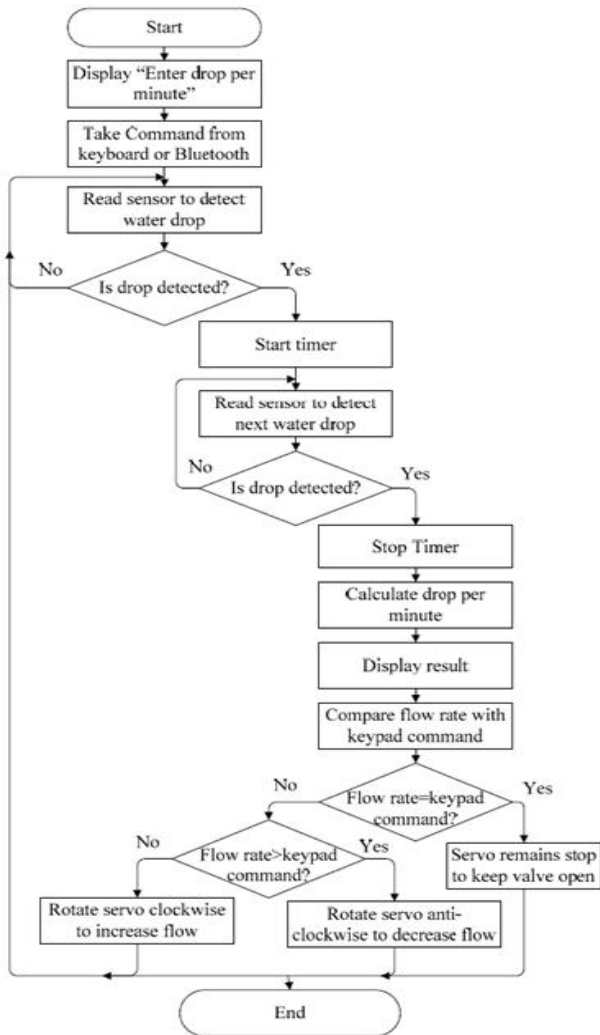 Start
Display “Enter drop per
minute”
Take Command from
keyboard or Bluetooth
Read sensor to detect
water drop
No
Yes
Is drop detected?
Start timer
Read sensor to detect
next water drop
No
Yes
Is drop detected?
Stop Timer
Calculate drop per
minute
Display result
Compare flow rate with
keypad command
No
Yes
Flow rate=keypad
command?
No
Yes
Flow rate>keypad
command?
Servo remains stop
to keep valve open
Rotate servo clockwise
to increase flow
Rotate servo anti-
clockwise to decrease flow
End